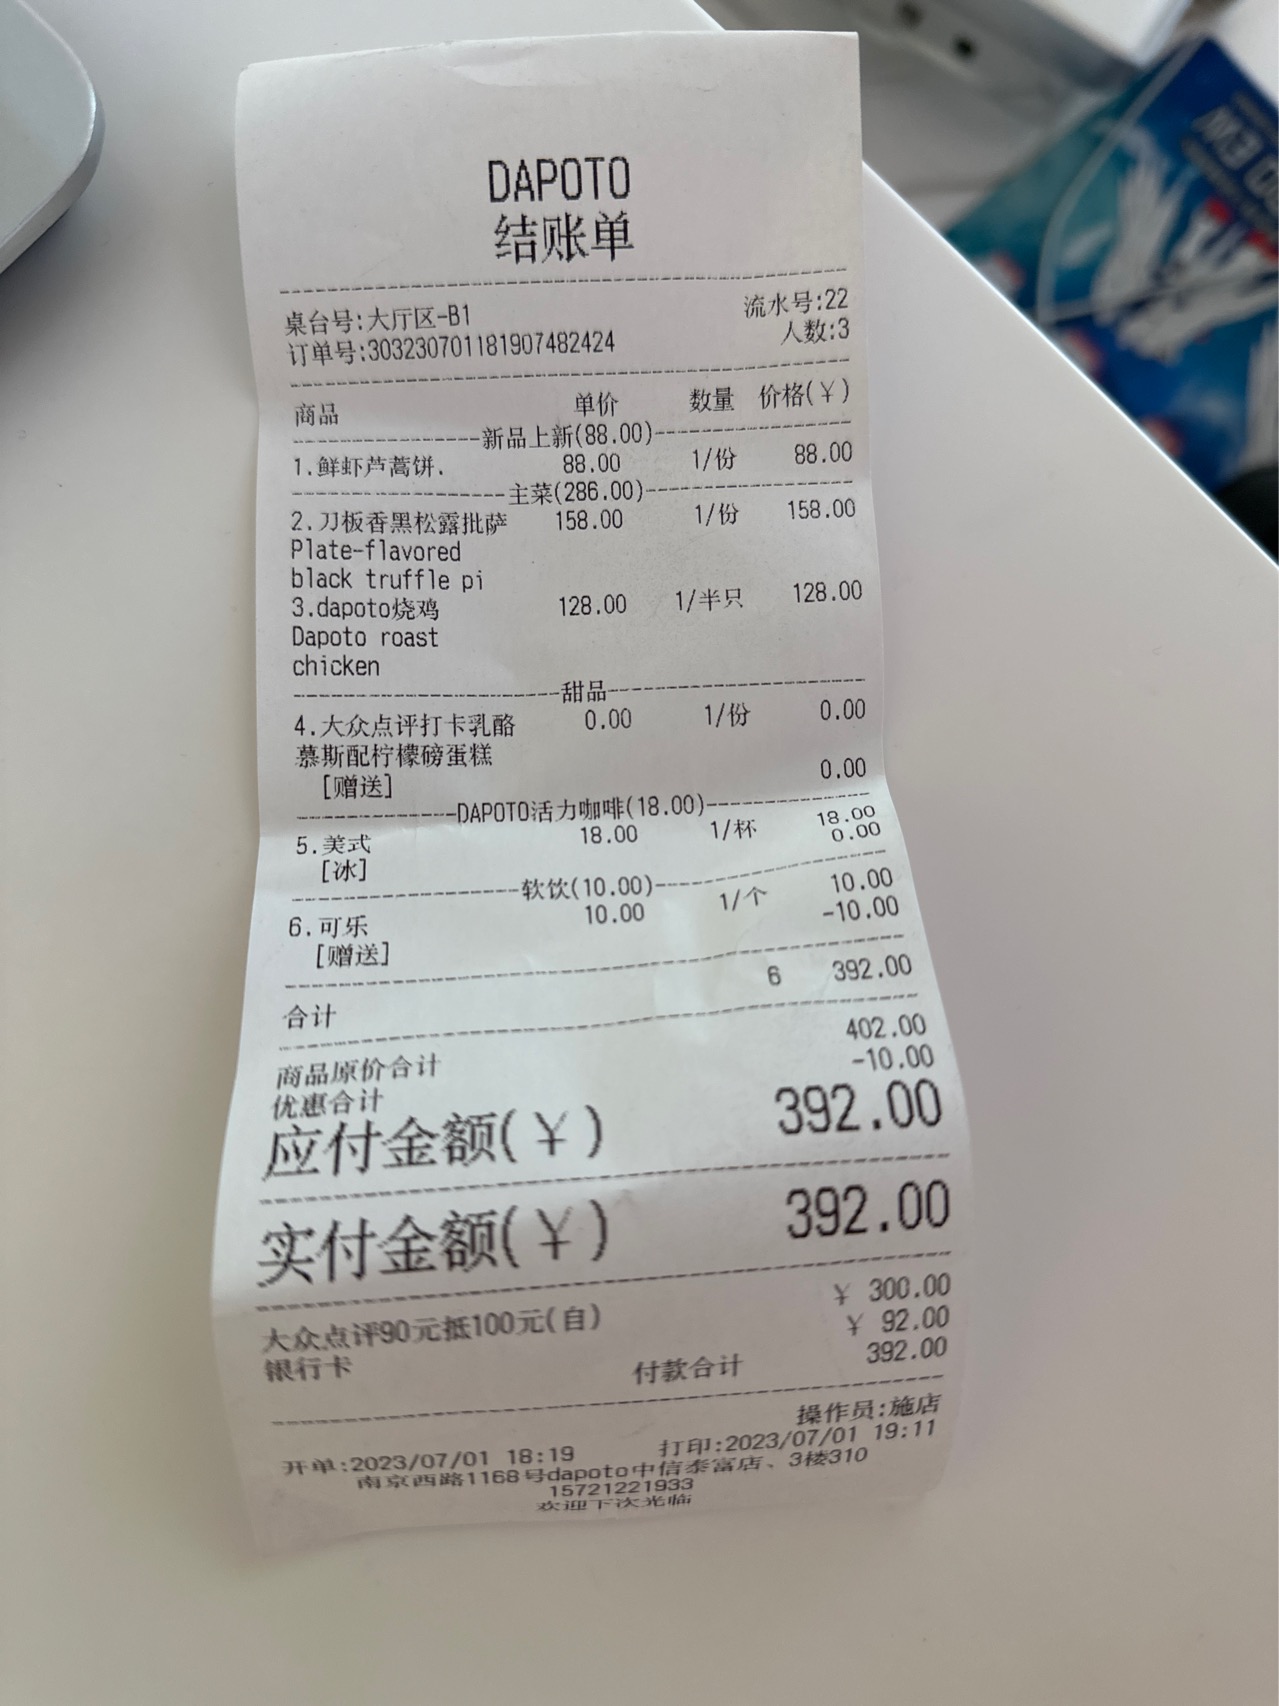 DAPOTO
结账单
桌台号:大厅区-B1 流水号:22
订单号:303230701181907482424 人数:3
商品 单价 数量 价格(¥)
新品上新(88.00)
1.鲜虾芦蒿饼. 88.00 1/份 88.00
主菜(286.00)
2.刀板香黑松露批萨 158.00 1/份 158.00
Plate-flavored
black truffle pi
3.dapoto烧鸡 128.00 1/半只 128.00
Dapoto roast
chicken
甜品
4.大众点评打卡乳酪 0.00 1/份 0.00
慕斯配柠檬磅蛋糕
[赠送] 0.00
DAPOTO活力咖啡(18.00)
5.美式 18.00 1/杯 18.00
[冰] 0.00
软饮(10.00)
6.可乐 10.00 1/个 10.00
[赠送] -10.00
合计 6 392.00
商品原价合计 402.00
优惠合计 -10.00
应付金额(¥) 392.00
实付金额(¥) 392.00
大众点评90元抵100元(自) ¥ 300.00
银行卡 ¥ 92.00
付款合计 392.00
操作员:施店
开单:2023/07/01 18:19 打印:2023/07/01 19:11
南京西路1168号dapoto中信泰富店、3楼310
15721221933
欢迎下次光临